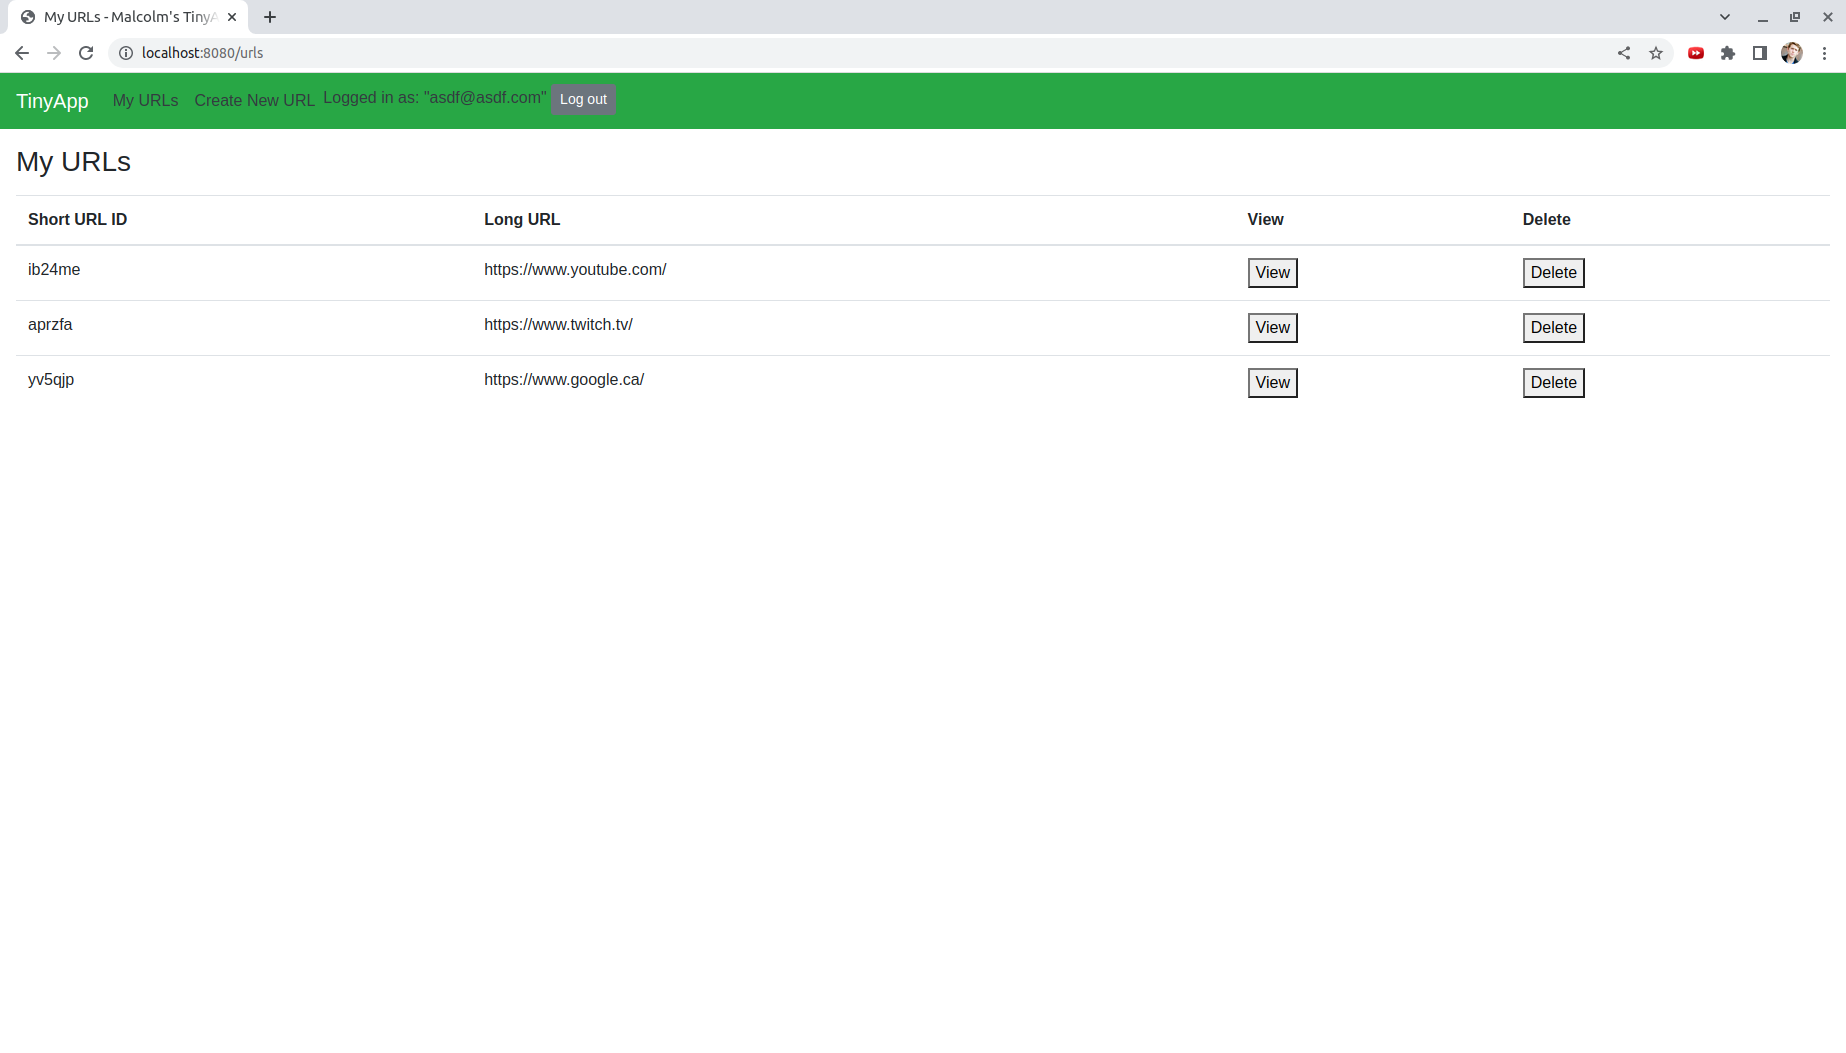 My URLs - Malcolm's TinyA
localhost:8080/urls
TinyApp My URLs Create New URL Logged in as: "asdf@asdf.com" Log out
My URLs
Short URL ID Long URL View Delete
ib24me https://www.youtube.com/ View Delete
aprzfa https://www.twitch.tv/ View Delete
yv5qjp https://www.google.ca/ View Delete